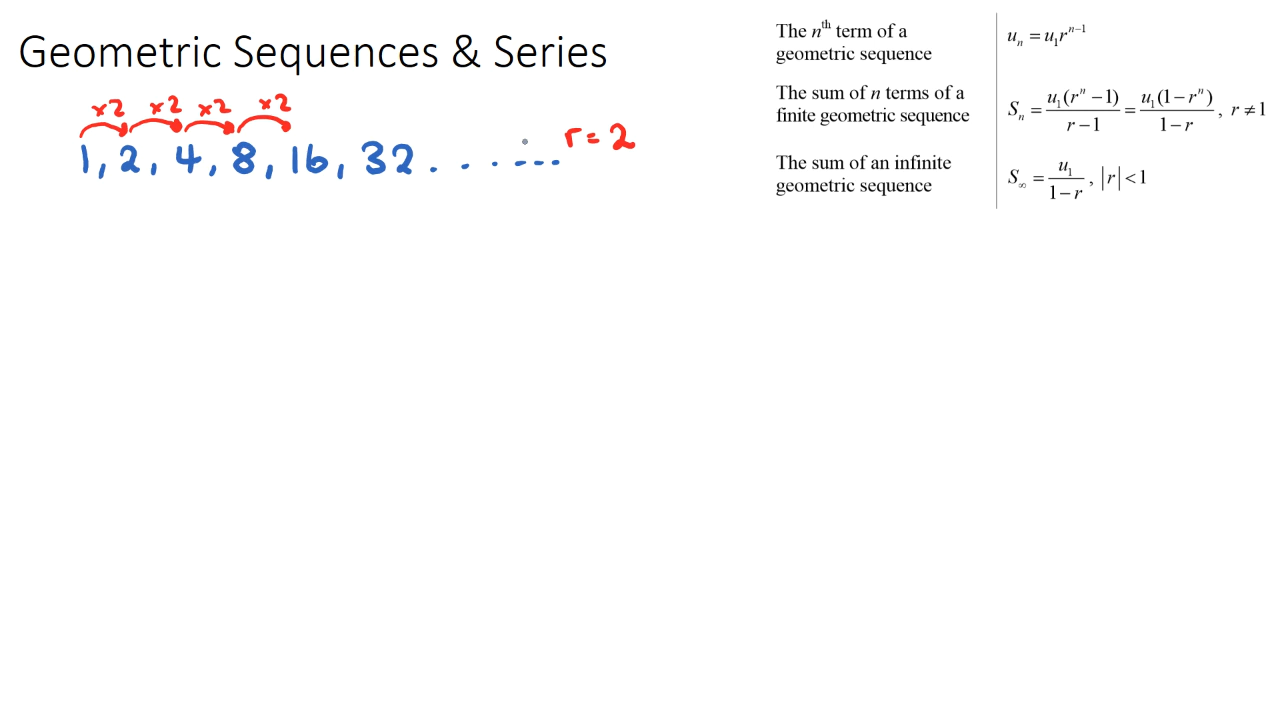 Geometric Sequences & Series
×2 ×2 ×2 ×2
1, 2, 4, 8, 16, 32 . . . . . . r = 2
The nth term of a
geometric sequence
uₙ = u₁rⁿ⁻¹
The sum of n terms of a
finite geometric sequence
Sₙ = u₁(rⁿ − 1) / r − 1 = u₁(1 − rⁿ) / 1 − r , r ≠ 1
The sum of an infinite
geometric sequence
S∞ = u₁ / 1 − r , |r| < 1